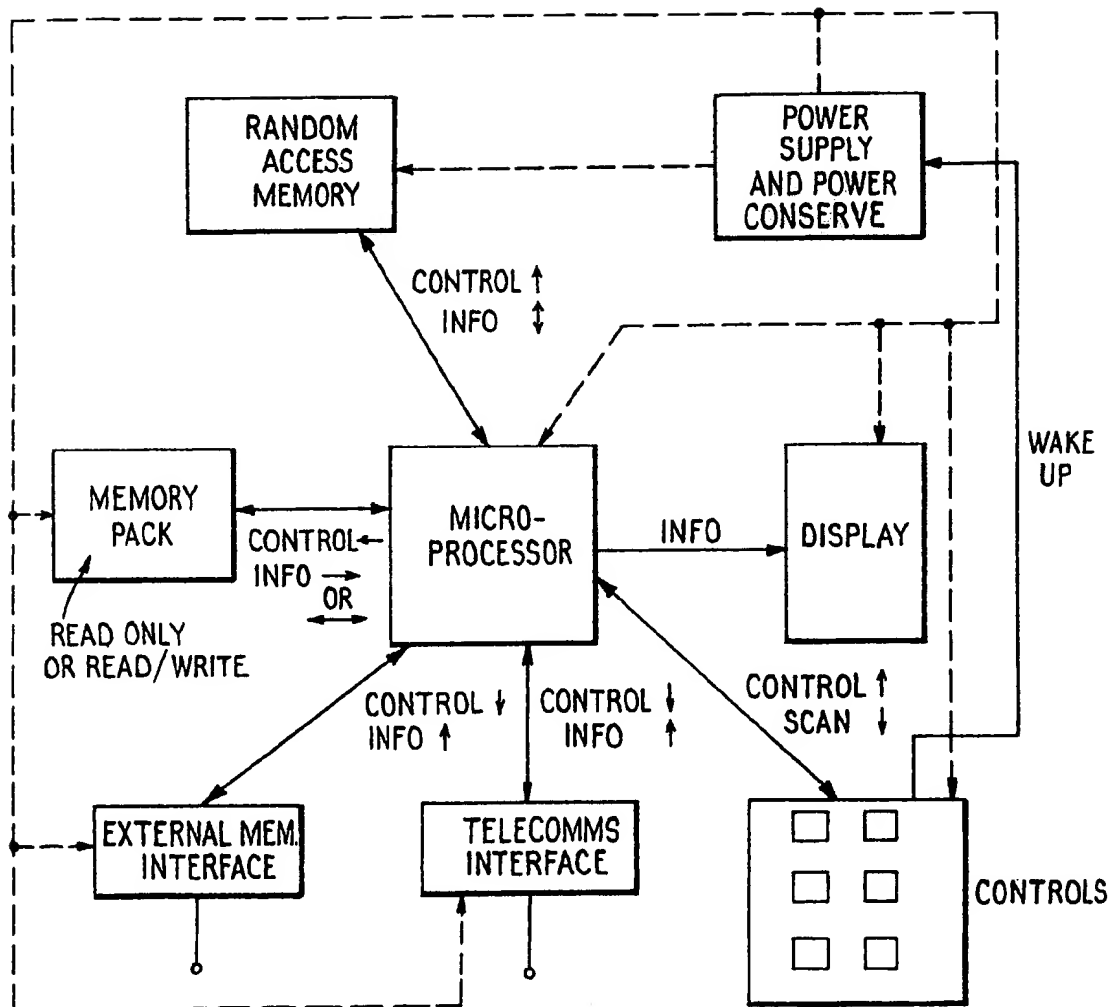 RANDOM
ACCESS
MEMORY
POWER
SUPPLY
AND POWER
CONSERVE
CONTROL ↑
INFO ↕
WAKE
UP
MEMORY
PACK
CONTROL ←
INFO →
OR
↔
READ ONLY
OR READ/WRITE
MICRO-
PROCESSOR
INFO
DISPLAY
CONTROL ↓
INFO ↑
CONTROL ↓
INFO ↑
CONTROL ↑
SCAN ↓
EXTERNAL MEM.
INTERFACE
TELECOMMS
INTERFACE
CONTROLS